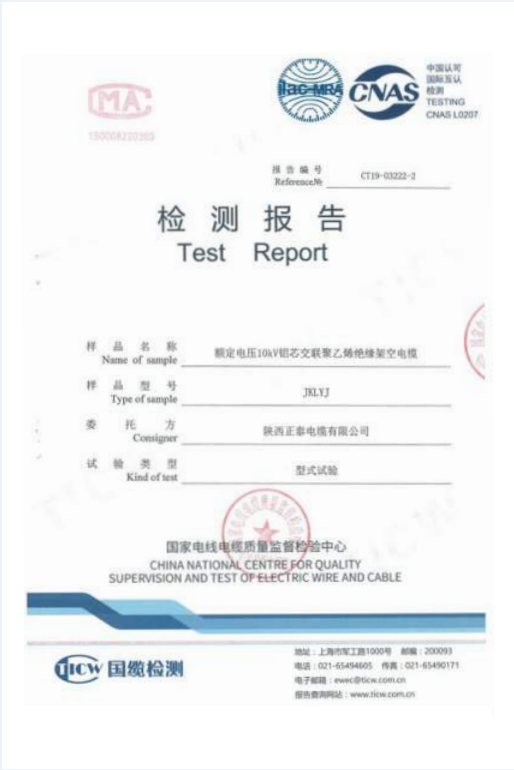 MA
150008220303
ilac-MRA
CNAS
中国认可
国际互认
检测
TESTING
CNAS L0207
报告编号
Reference№
CT19-03222-2
检测报告
Test Report
样品名称
Name of sample
额定电压10kV铝芯交联聚乙烯绝缘架空电缆
样品型号
Type of sample
JKLYJ
委托方
Consigner
陕西正泰电缆有限公司
试验类型
Kind of test
型式试验
国家电线电缆质量监督检验中心
CHINA NATIONAL CENTRE FOR QUALITY
SUPERVISION AND TEST OF ELECTRIC WIRE AND CABLE
TICW 国缆检测
地址：上海市军工路1000号 邮编：200093
电话：021-65494605 传真：021-65490171
电子邮箱：ewec@ticw.com.cn
报告查询网站：www.ticw.com.cn